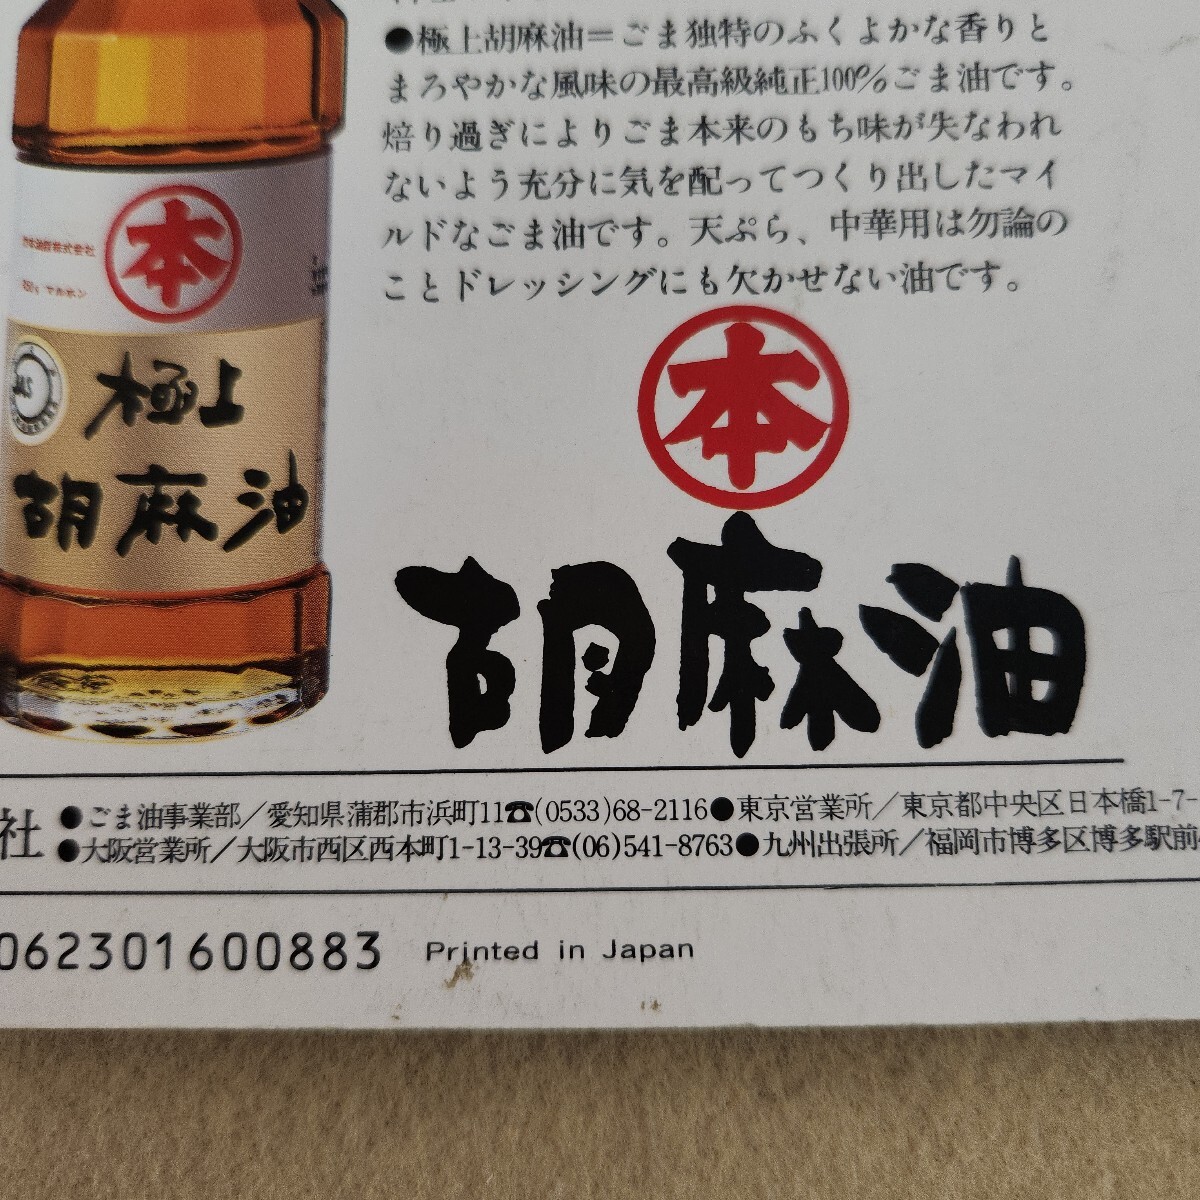 ●極上胡麻油＝ごま独特のふくよかな香りと
まろやかな風味の最高級純正100%ごま油です。
焙り過ぎによりごま本来のもち味が失なわれ
ないよう充分に気を配ってつくり出したマイ
ルドなごま油です。天ぷら、中華用は勿論の
ことドレッシングにも欠かせない油です。
本
極上
胡麻油
本
胡麻油
社
●ごま油事業部／愛知県蒲郡市浜町11☎(0533)68-2116●東京営業所／東京都中央区日本橋1-7-
●大阪営業所／大阪市西区西本町1-13-39☎(06)541-8763●九州出張所／福岡市博多区博多駅前
062301600883 Printed in Japan